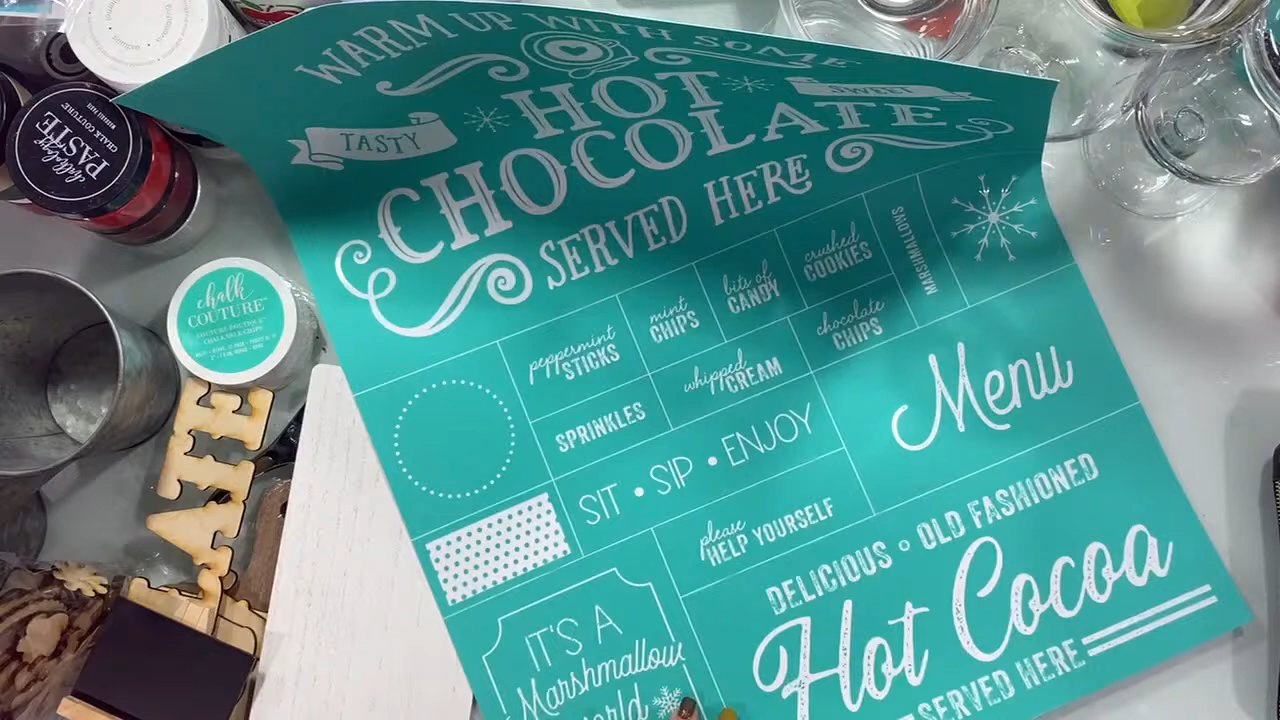 WARM UP WITH SOME
HOT
TASTY
SWEET
CHOCOLATE
SERVED HERE
peppermint
STICKS
mint
CHIPS
bits of
CANDY
crushed
COOKIES
MARSHMALLOWS
SPRINKLES
whipped
CREAM
chocolate
CHIPS
SIT • SIP • ENJOY
Menu
please
HELP YOURSELF
IT'S A
Marshmallow
World
DELICIOUS ○ OLD FASHIONED
Hot Cocoa
SERVED HERE
chalkology
PASTE
CHALK COUTURE
chalk
COUTURE